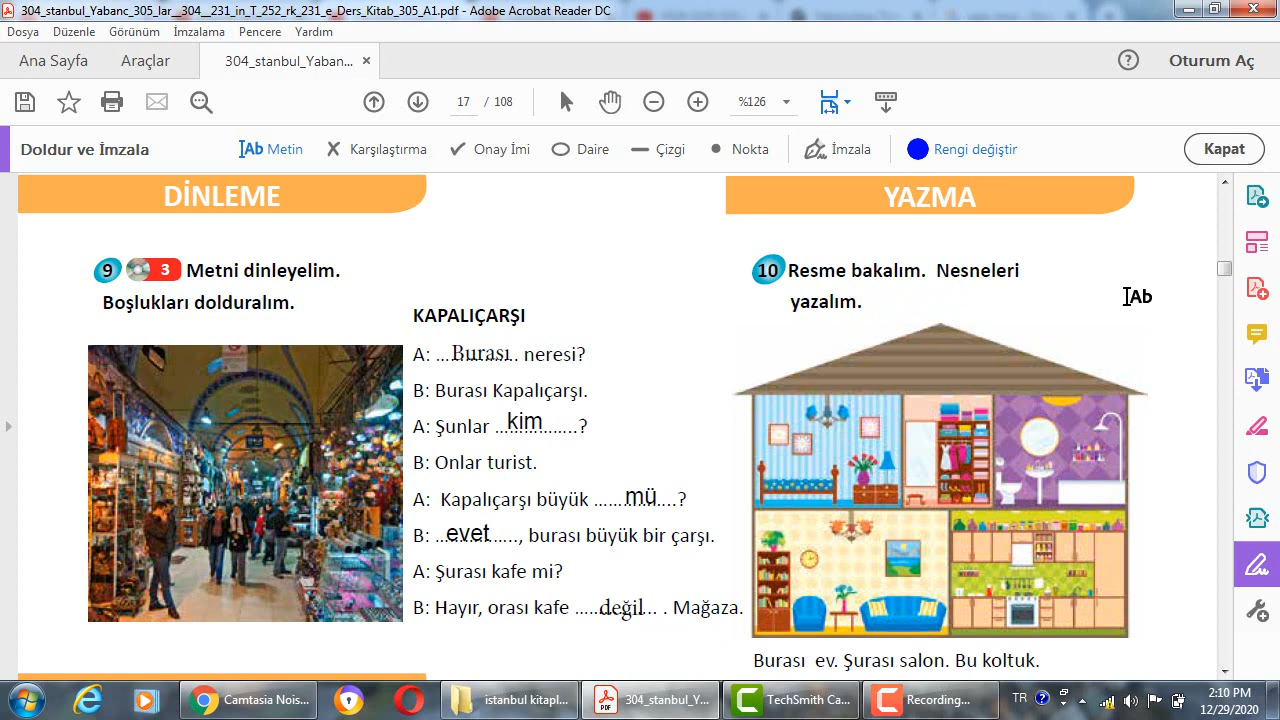 304_stanbul_Yabanc_305_lar__304__231_in_T_252_rk_231_e_Ders_Kitab_305_A1.pdf - Adobe Acrobat Reader DC
Dosya Düzenle Görünüm İmzalama Pencere Yardım
Ana Sayfa Araçlar 304_stanbul_Yaban... × Oturum Aç
17 / 108 %126
Doldur ve İmzala Ab Metin Karşılaştırma Onay İmi Daire Çizgi Nokta İmzala Rengi değiştir Kapat
DİNLEME
9 3 Metni dinleyelim.
Boşlukları dolduralım.
KAPALIÇARŞI
A: ...Burası... neresi?
B: Burası Kapalıçarşı.
A: Şunlar ...kim...?
B: Onlar turist.
A: Kapalıçarşı büyük ...mü...?
B: ...evet..., burası büyük bir çarşı.
A: Şurası kafe mi?
B: Hayır, orası kafe ...değil... . Mağaza.
YAZMA
10 Resme bakalım. Nesneleri
yazalım.
Ab
Burası ev. Şurası salon. Bu koltuk.
Camtasia Nois... istanbul kitapl... 304_stanbul_Y... TechSmith Ca... Recording... TR 2:10 PM
12/29/2020